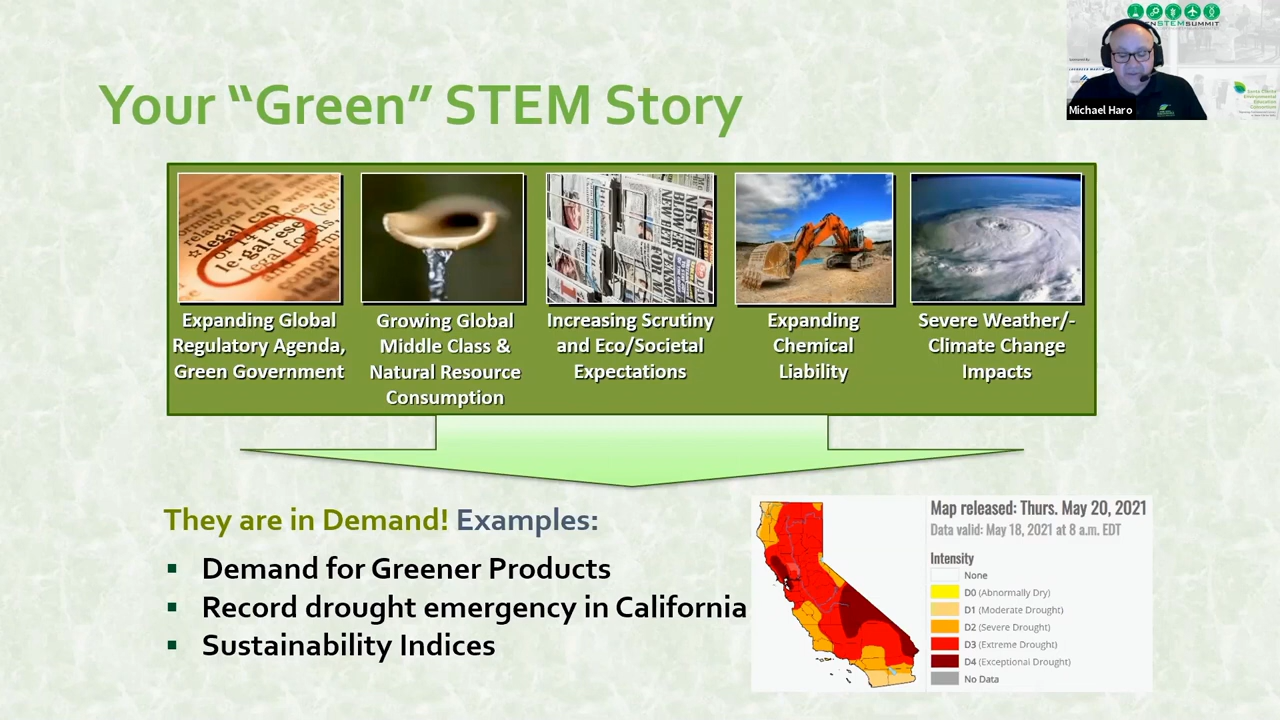 Your “Green” STEM Story
STEMSUMMIT
Michael Haro
Expanding Global
Regulatory Agenda,
Green Government
Growing Global
Middle Class &
Natural Resource
Consumption
Increasing Scrutiny
and Eco/Societal
Expectations
Expanding
Chemical
Liability
Severe Weather/-
Climate Change
Impacts
They are in Demand! Examples:
▪ Demand for Greener Products
▪ Record drought emergency in California
▪ Sustainability Indices
Map released: Thurs. May 20, 2021
Data valid: May 18, 2021 at 8 a.m. EDT
Intensity
None
D0 (Abnormally Dry)
D1 (Moderate Drought)
D2 (Severe Drought)
D3 (Extreme Drought)
D4 (Exceptional Drought)
No Data